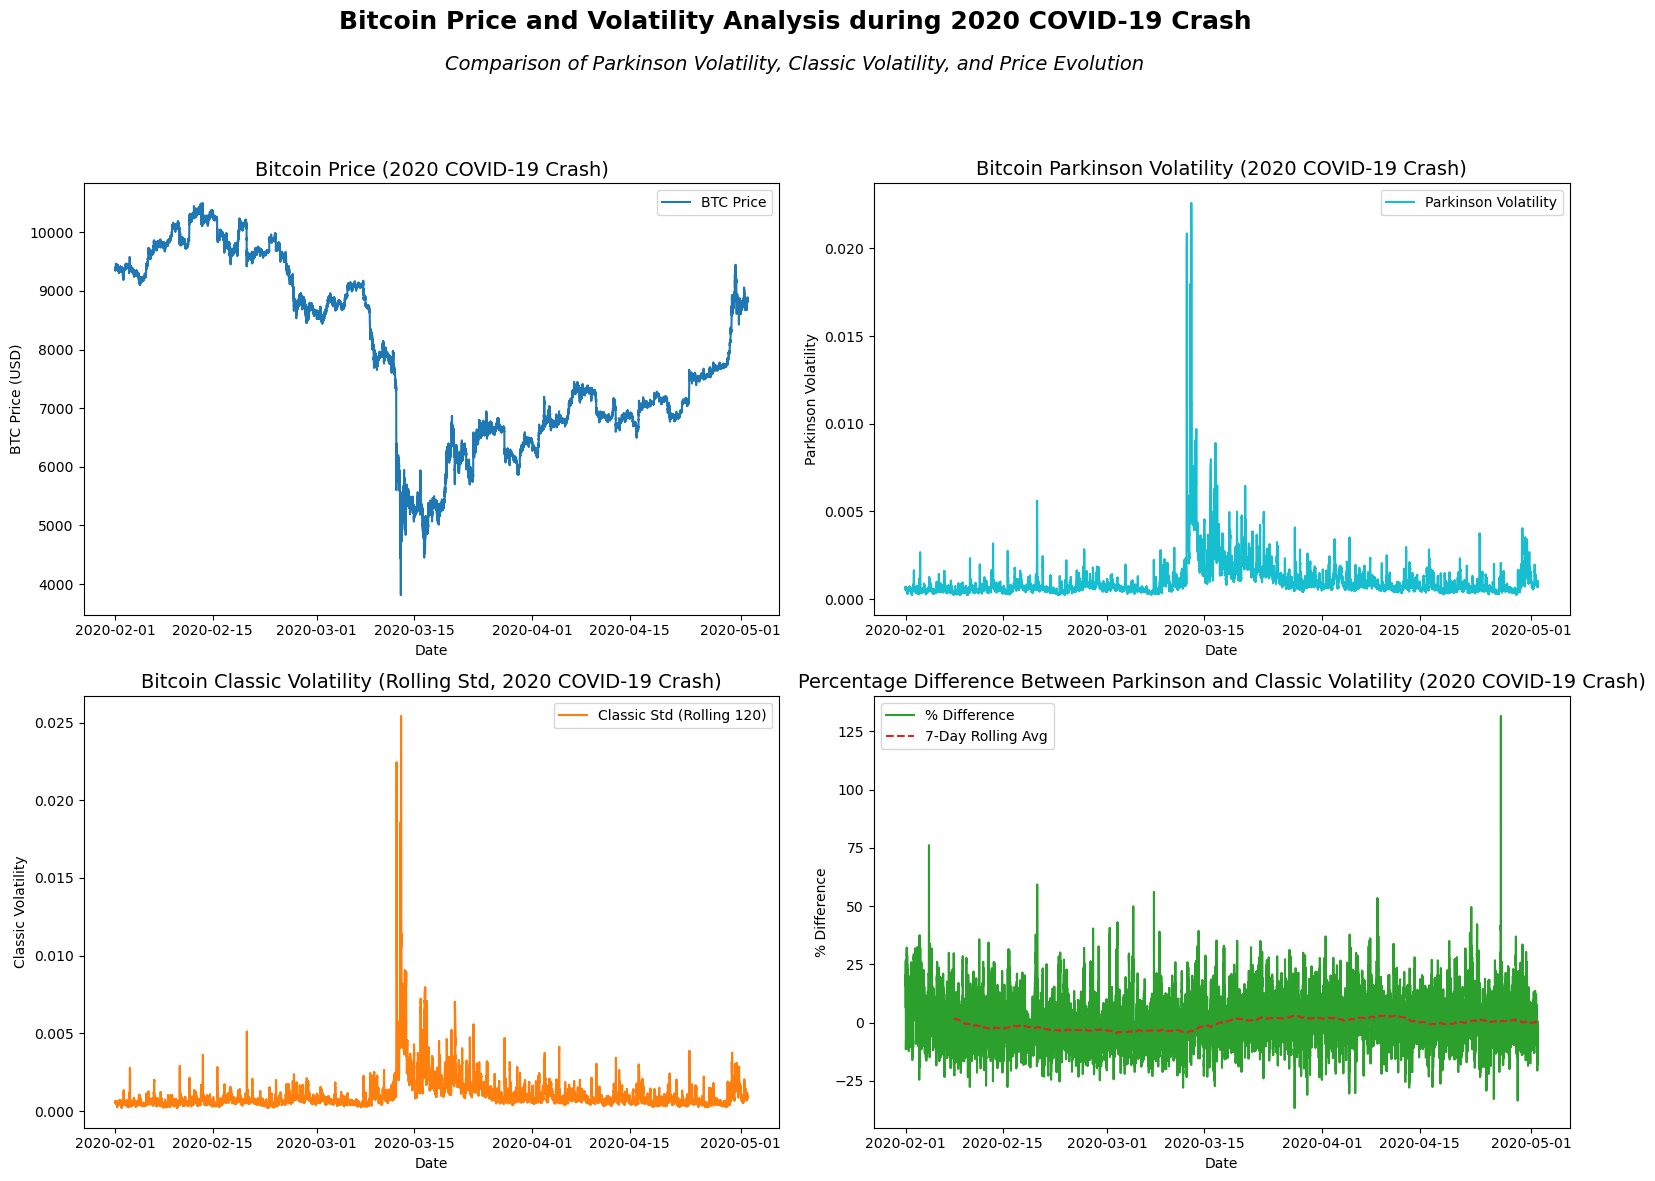 Bitcoin Price and Volatility Analysis during 2020 COVID-19 Crash
Comparison of Parkinson Volatility, Classic Volatility, and Price Evolution
Bitcoin Price (2020 COVID-19 Crash)
BTC Price
BTC Price (USD)
10000
9000
8000
7000
6000
5000
4000
2020-02-01 2020-02-15 2020-03-01 2020-03-15 2020-04-01 2020-04-15 2020-05-01
Date
Bitcoin Parkinson Volatility (2020 COVID-19 Crash)
Parkinson Volatility
Parkinson Volatility
0.020
0.015
0.010
0.005
0.000
2020-02-01 2020-02-15 2020-03-01 2020-03-15 2020-04-01 2020-04-15 2020-05-01
Date
Bitcoin Classic Volatility (Rolling Std, 2020 COVID-19 Crash)
Classic Std (Rolling 120)
Classic Volatility
0.025
0.020
0.015
0.010
0.005
0.000
2020-02-01 2020-02-15 2020-03-01 2020-03-15 2020-04-01 2020-04-15 2020-05-01
Date
Percentage Difference Between Parkinson and Classic Volatility (2020 COVID-19 Crash)
% Difference
7-Day Rolling Avg
% Difference
125
100
75
50
25
0
−25
2020-02-01 2020-02-15 2020-03-01 2020-03-15 2020-04-01 2020-04-15 2020-05-01
Date